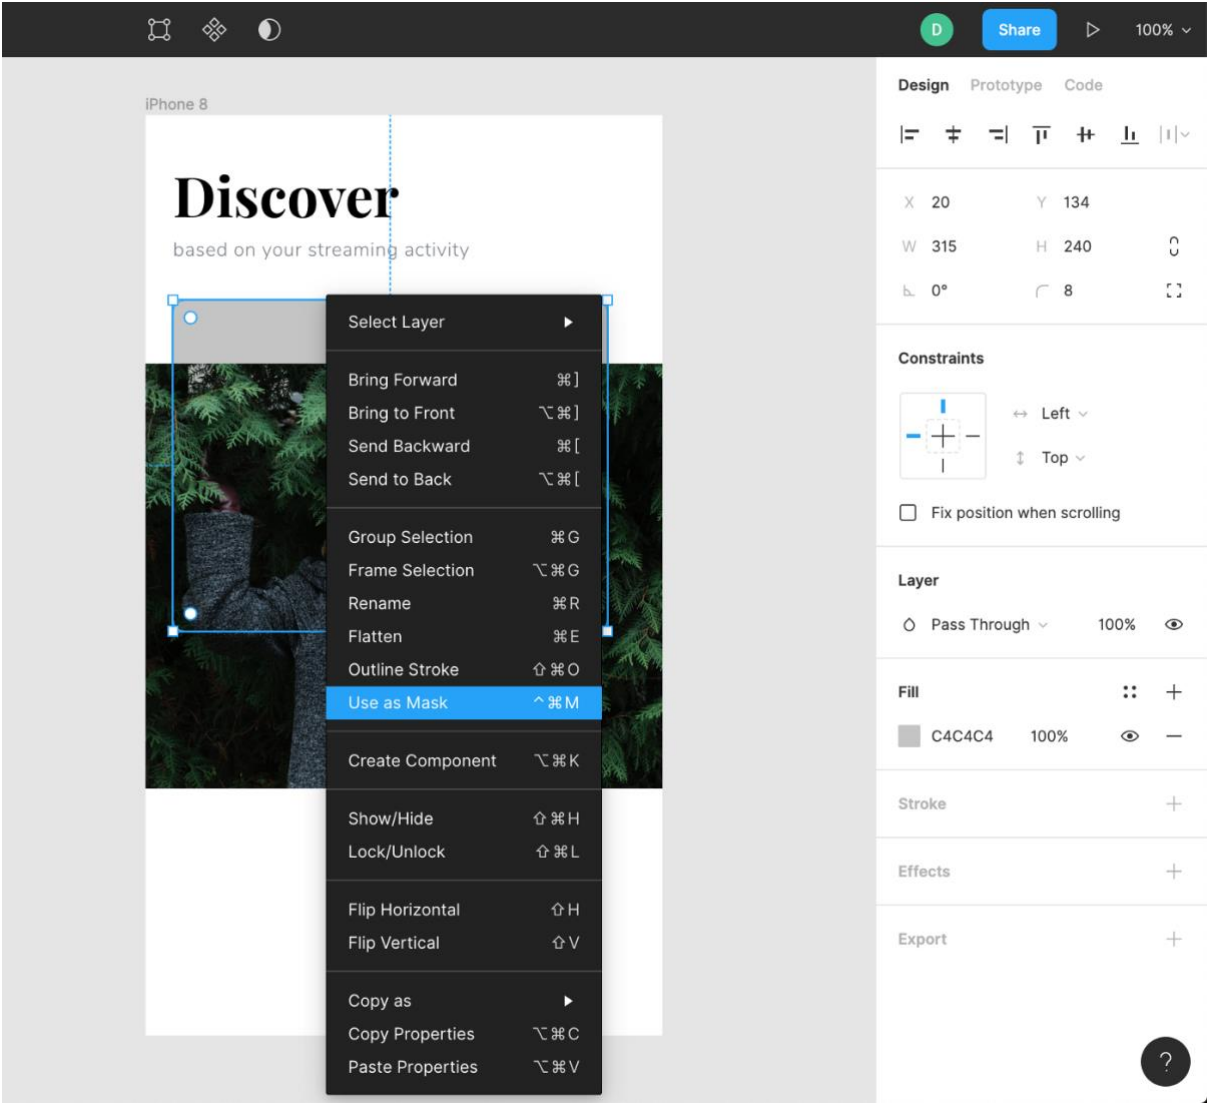 D Share 100%
Design Prototype Code
iPhone 8
Discover
based on your streaming activity
X 20 Y 134
W 315 H 240
0° 8
Constraints
Left
Top
Fix position when scrolling
Layer
Pass Through 100%
Fill
C4C4C4 100%
Stroke
Effects
Export
?
Select Layer
Bring Forward ⌘]
Bring to Front ⌥⌘]
Send Backward ⌘[
Send to Back ⌥⌘[
Group Selection ⌘G
Frame Selection ⌥⌘G
Rename ⌘R
Flatten ⌘E
Outline Stroke ⇧⌘O
Use as Mask ^⌘M
Create Component ⌥⌘K
Show/Hide ⇧⌘H
Lock/Unlock ⇧⌘L
Flip Horizontal ⇧H
Flip Vertical ⇧V
Copy as
Copy Properties ⌥⌘C
Paste Properties ⌥⌘V